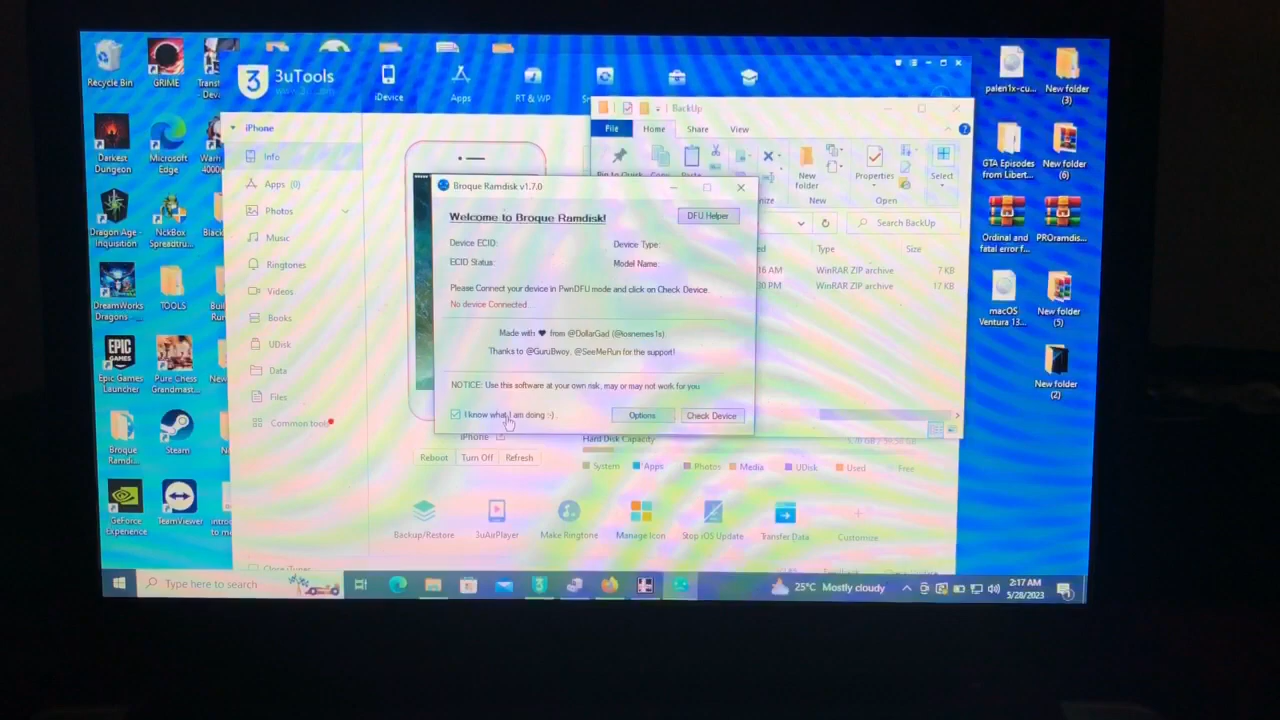 3uTools
iDevice
Apps
RT & WP
BackUp
File
Home
Share
View
New
folder
Properties
Select
New
Open
Search BackUp
Type
Size
16 AM
WinRAR ZIP archive
7 KB
30 PM
WinRAR ZIP archive
17 KB
iPhone
Info
Apps (0)
Photos
Music
Ringtones
Videos
Books
UDisk
Data
Files
Common tools
Broque Ramdisk v1.7.0
Welcome to Broque Ramdisk!
DFU Helper
Device ECID:
Device Type:
ECID Status:
Model Name:
Please Connect your device in PwnDFU mode and click on Check Device.
No device Connected
Made with ❤ from @DollarGad (@iosnemes1s)
Thanks to @GuruBwoy, @SeeMeRun for the support!
NOTICE: Use this software at your own risk, may or may not work for you
I know what I am doing :-)
Options
Check Device
iPhone
Reboot
Turn Off
Refresh
Hard Disk Capacity
System
Apps
Photos
Media
UDisk
Used
Free
Backup/Restore
3uAirPlayer
Make Ringtone
Manage Icon
Stop iOS Update
Transfer Data
Customize
Recycle Bin
GRIME
Darkest
Dungeon
Microsoft
Edge
Dragon Age -
Inquisition
NckBox
Spreadtru...
DreamWorks
Dragons -
TOOLS
Epic Games
Launcher
Pure Chess
Grandmast...
Broque
Ramdi...
Steam
GeForce
Experience
TeamViewer
palen1x-cu...
New folder
(3)
GTA Episodes
from Libert...
New folder
(6)
Ordinal and
fatal error f...
PROramdis...
macOS
Ventura 13...
New folder
(5)
New folder
(2)
Type here to search
25°C Mostly cloudy
2:17 AM
5/28/2023